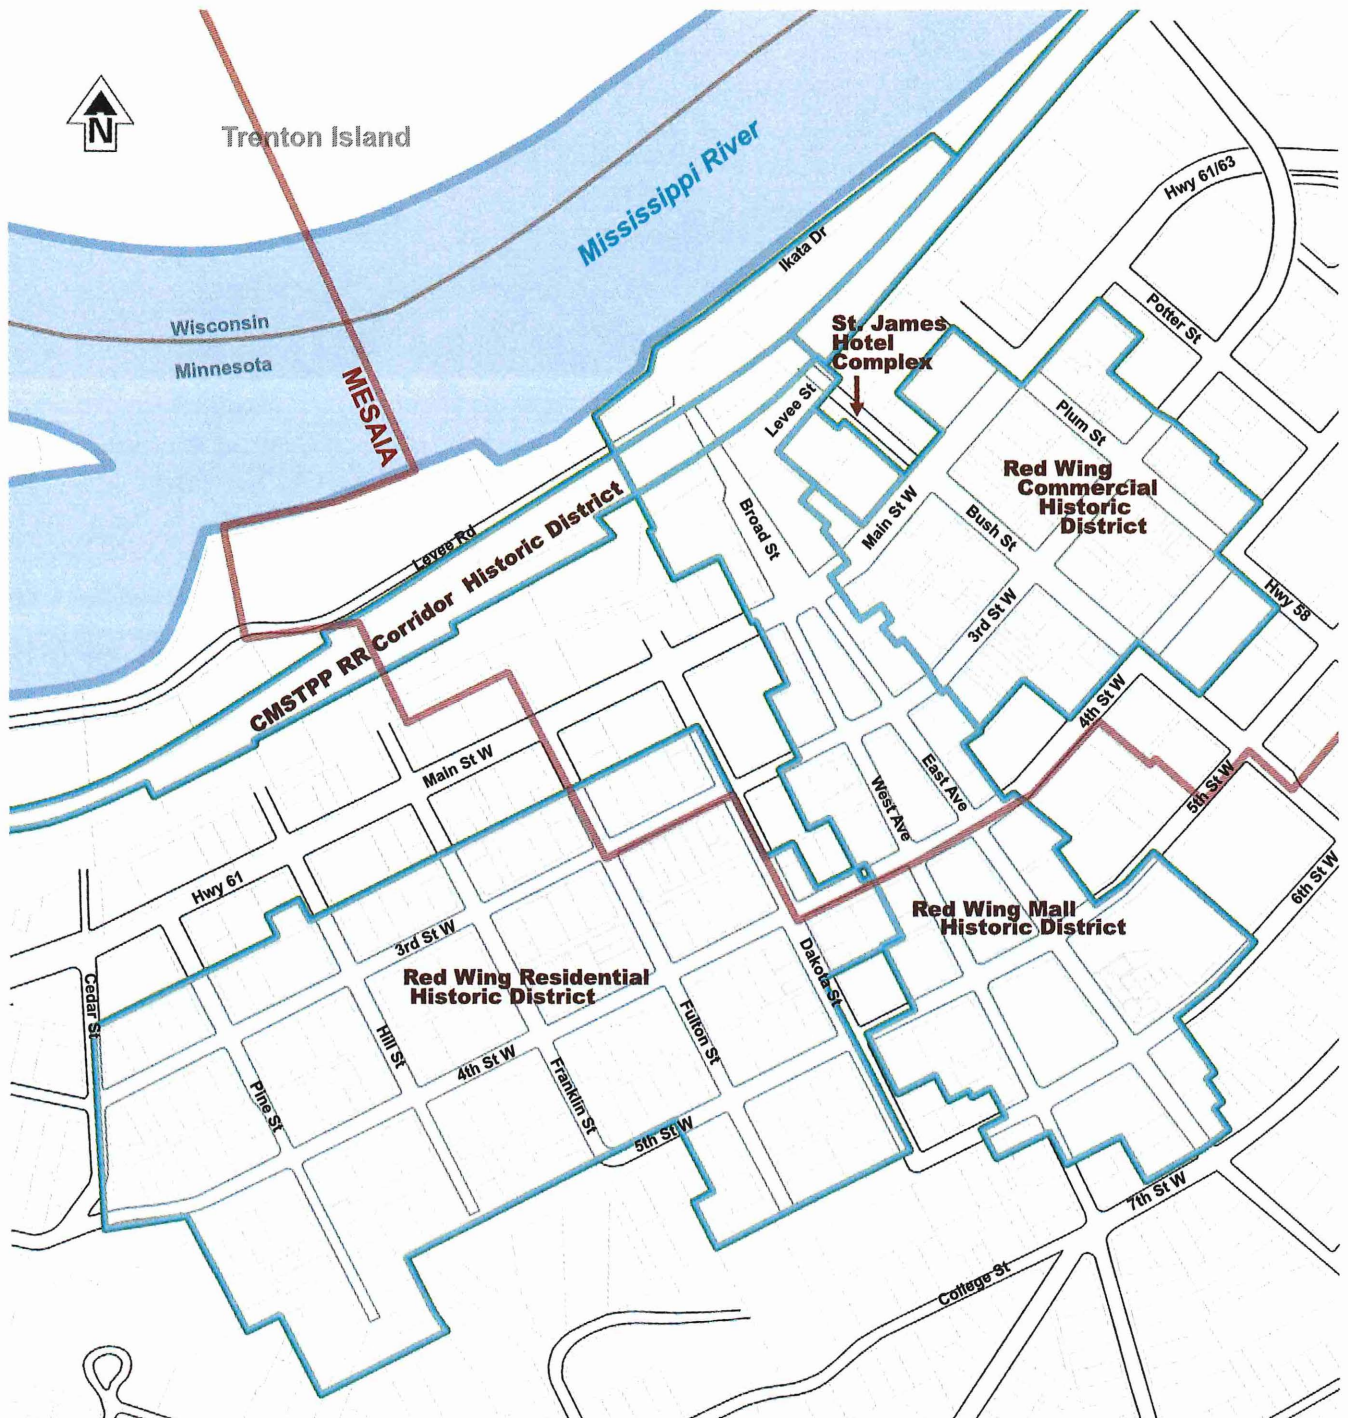 N
Trenton Island
Mississippi River
Hwy 61/63
Ikata Dr
Wisconsin
Minnesota
Potter St
St. James
Hotel
Complex
MESAIA
Levee St
Plum St
Red Wing
Commercial
Historic
District
Main St W
Bush St
Broad St
Levee Rd
CMSTPP RR Corridor Historic District
Hwy 58
3rd St W
4th St W
Main St W
East Ave
West Ave
5th St W
6th St W
Hwy 61
Red Wing Mall
Historic District
3rd St W
Dakota St
Red Wing Residential
Historic District
Cedar St
Fulton St
Hill St
4th St W
Franklin St
Pine St
5th St W
7th St W
College St